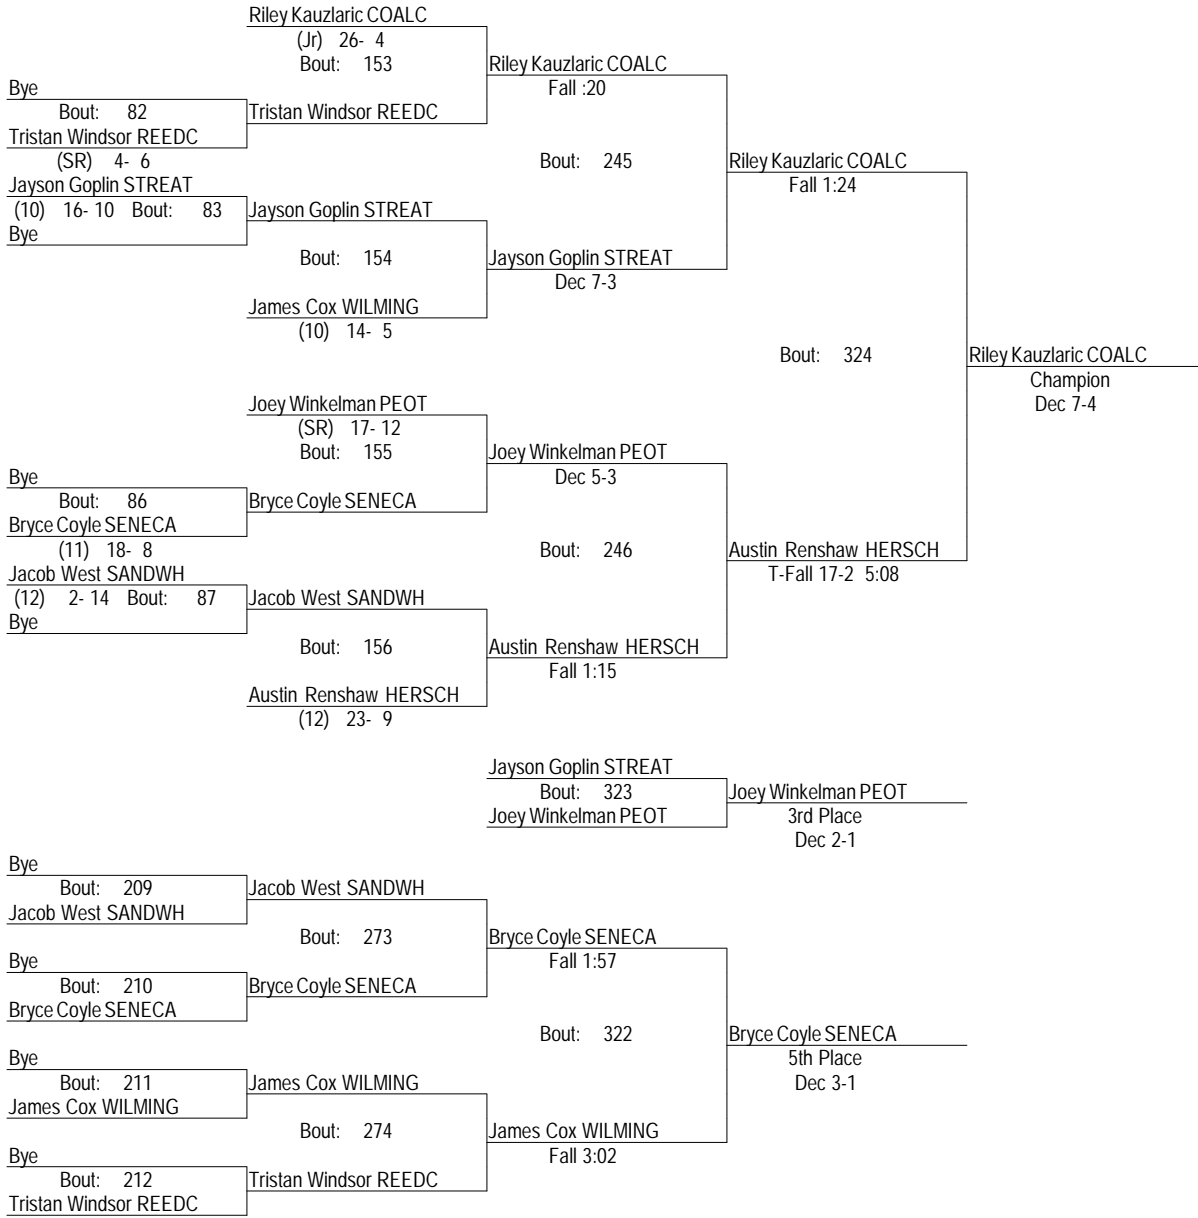 Riley Kauzlaric COALC
(Jr) 26- 4
Bout: 153
Riley Kauzlaric COALC
Fall :20
Bye
Bout: 82
Tristan Windsor REEDC
Tristan Windsor REEDC
(SR) 4- 6
Bout: 245
Riley Kauzlaric COALC
Fall 1:24
Jayson Goplin STREAT
(10) 16- 10 Bout: 83
Jayson Goplin STREAT
Bye
Bout: 154
Jayson Goplin STREAT
Dec 7-3
James Cox WILMING
(10) 14- 5
Bout: 324
Riley Kauzlaric COALC
Champion
Dec 7-4
Joey Winkelman PEOT
(SR) 17- 12
Bout: 155
Joey Winkelman PEOT
Dec 5-3
Bye
Bout: 86
Bryce Coyle SENECA
Bryce Coyle SENECA
(11) 18- 8
Bout: 246
Austin Renshaw HERSCH
T-Fall 17-2 5:08
Jacob West SANDWH
(12) 2- 14 Bout: 87
Jacob West SANDWH
Bye
Bout: 156
Austin Renshaw HERSCH
Fall 1:15
Austin Renshaw HERSCH
(12) 23- 9
Jayson Goplin STREAT
Bout: 323
Joey Winkelman PEOT
Joey Winkelman PEOT
3rd Place
Dec 2-1
Bye
Bout: 209
Jacob West SANDWH
Jacob West SANDWH
Bout: 273
Bryce Coyle SENECA
Fall 1:57
Bye
Bout: 210
Bryce Coyle SENECA
Bryce Coyle SENECA
Bout: 322
Bryce Coyle SENECA
5th Place
Dec 3-1
Bye
Bout: 211
James Cox WILMING
James Cox WILMING
Bout: 274
James Cox WILMING
Fall 3:02
Bye
Bout: 212
Tristan Windsor REEDC
Tristan Windsor REEDC